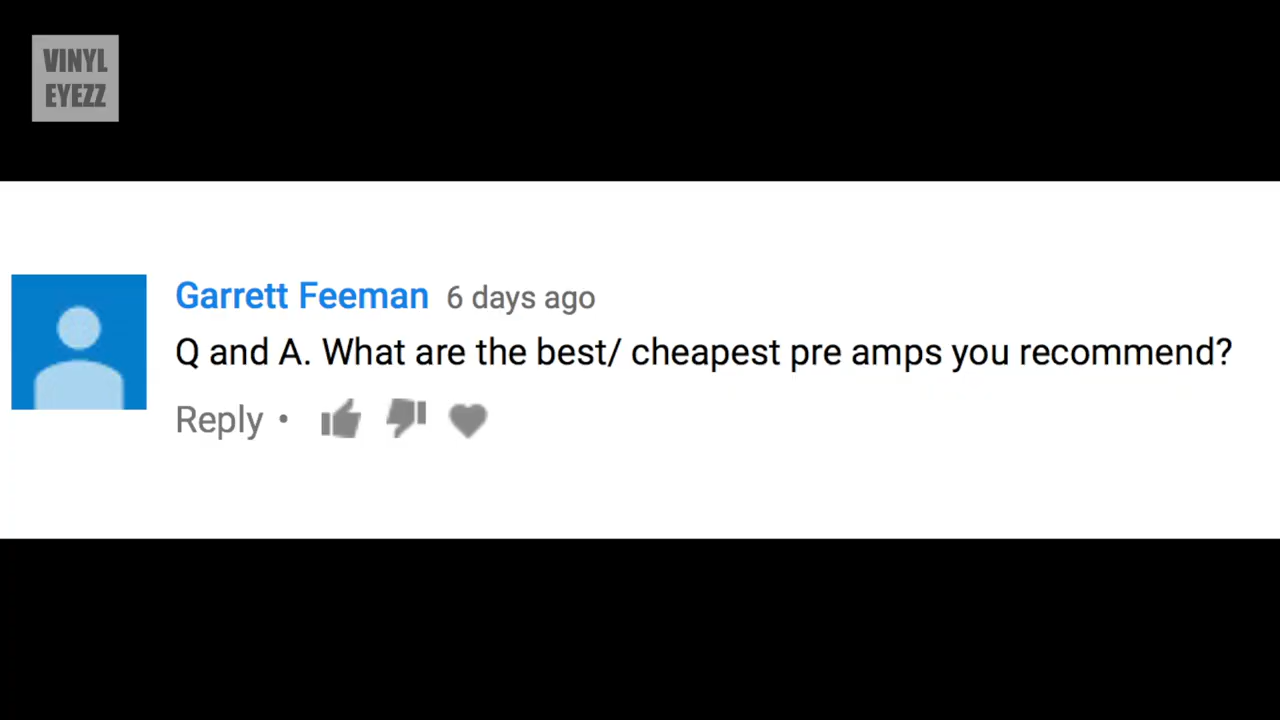 VINYL
EYEZZ
Garrett Feeman 6 days ago
Q and A. What are the best/ cheapest pre amps you recommend?
Reply •